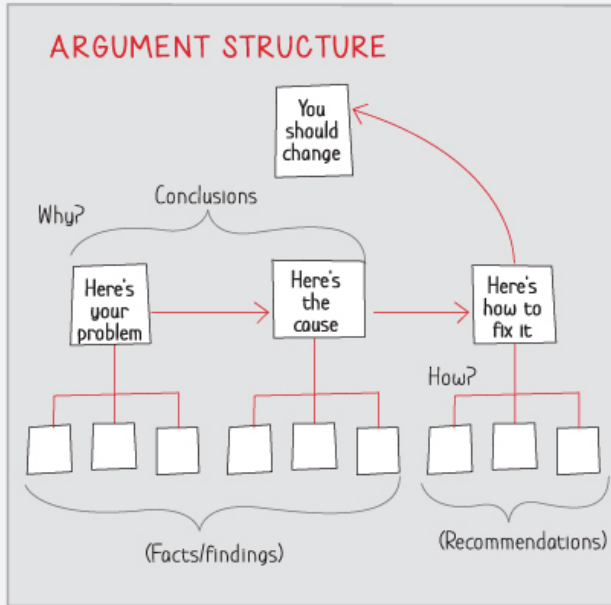 ARGUMENT STRUCTURE
You
should
change
Conclusions
Why?
Here's
your
problem
Here's
the
cause
Here's
how to
fix it
How?
(Facts/findings)
(Recommendations)